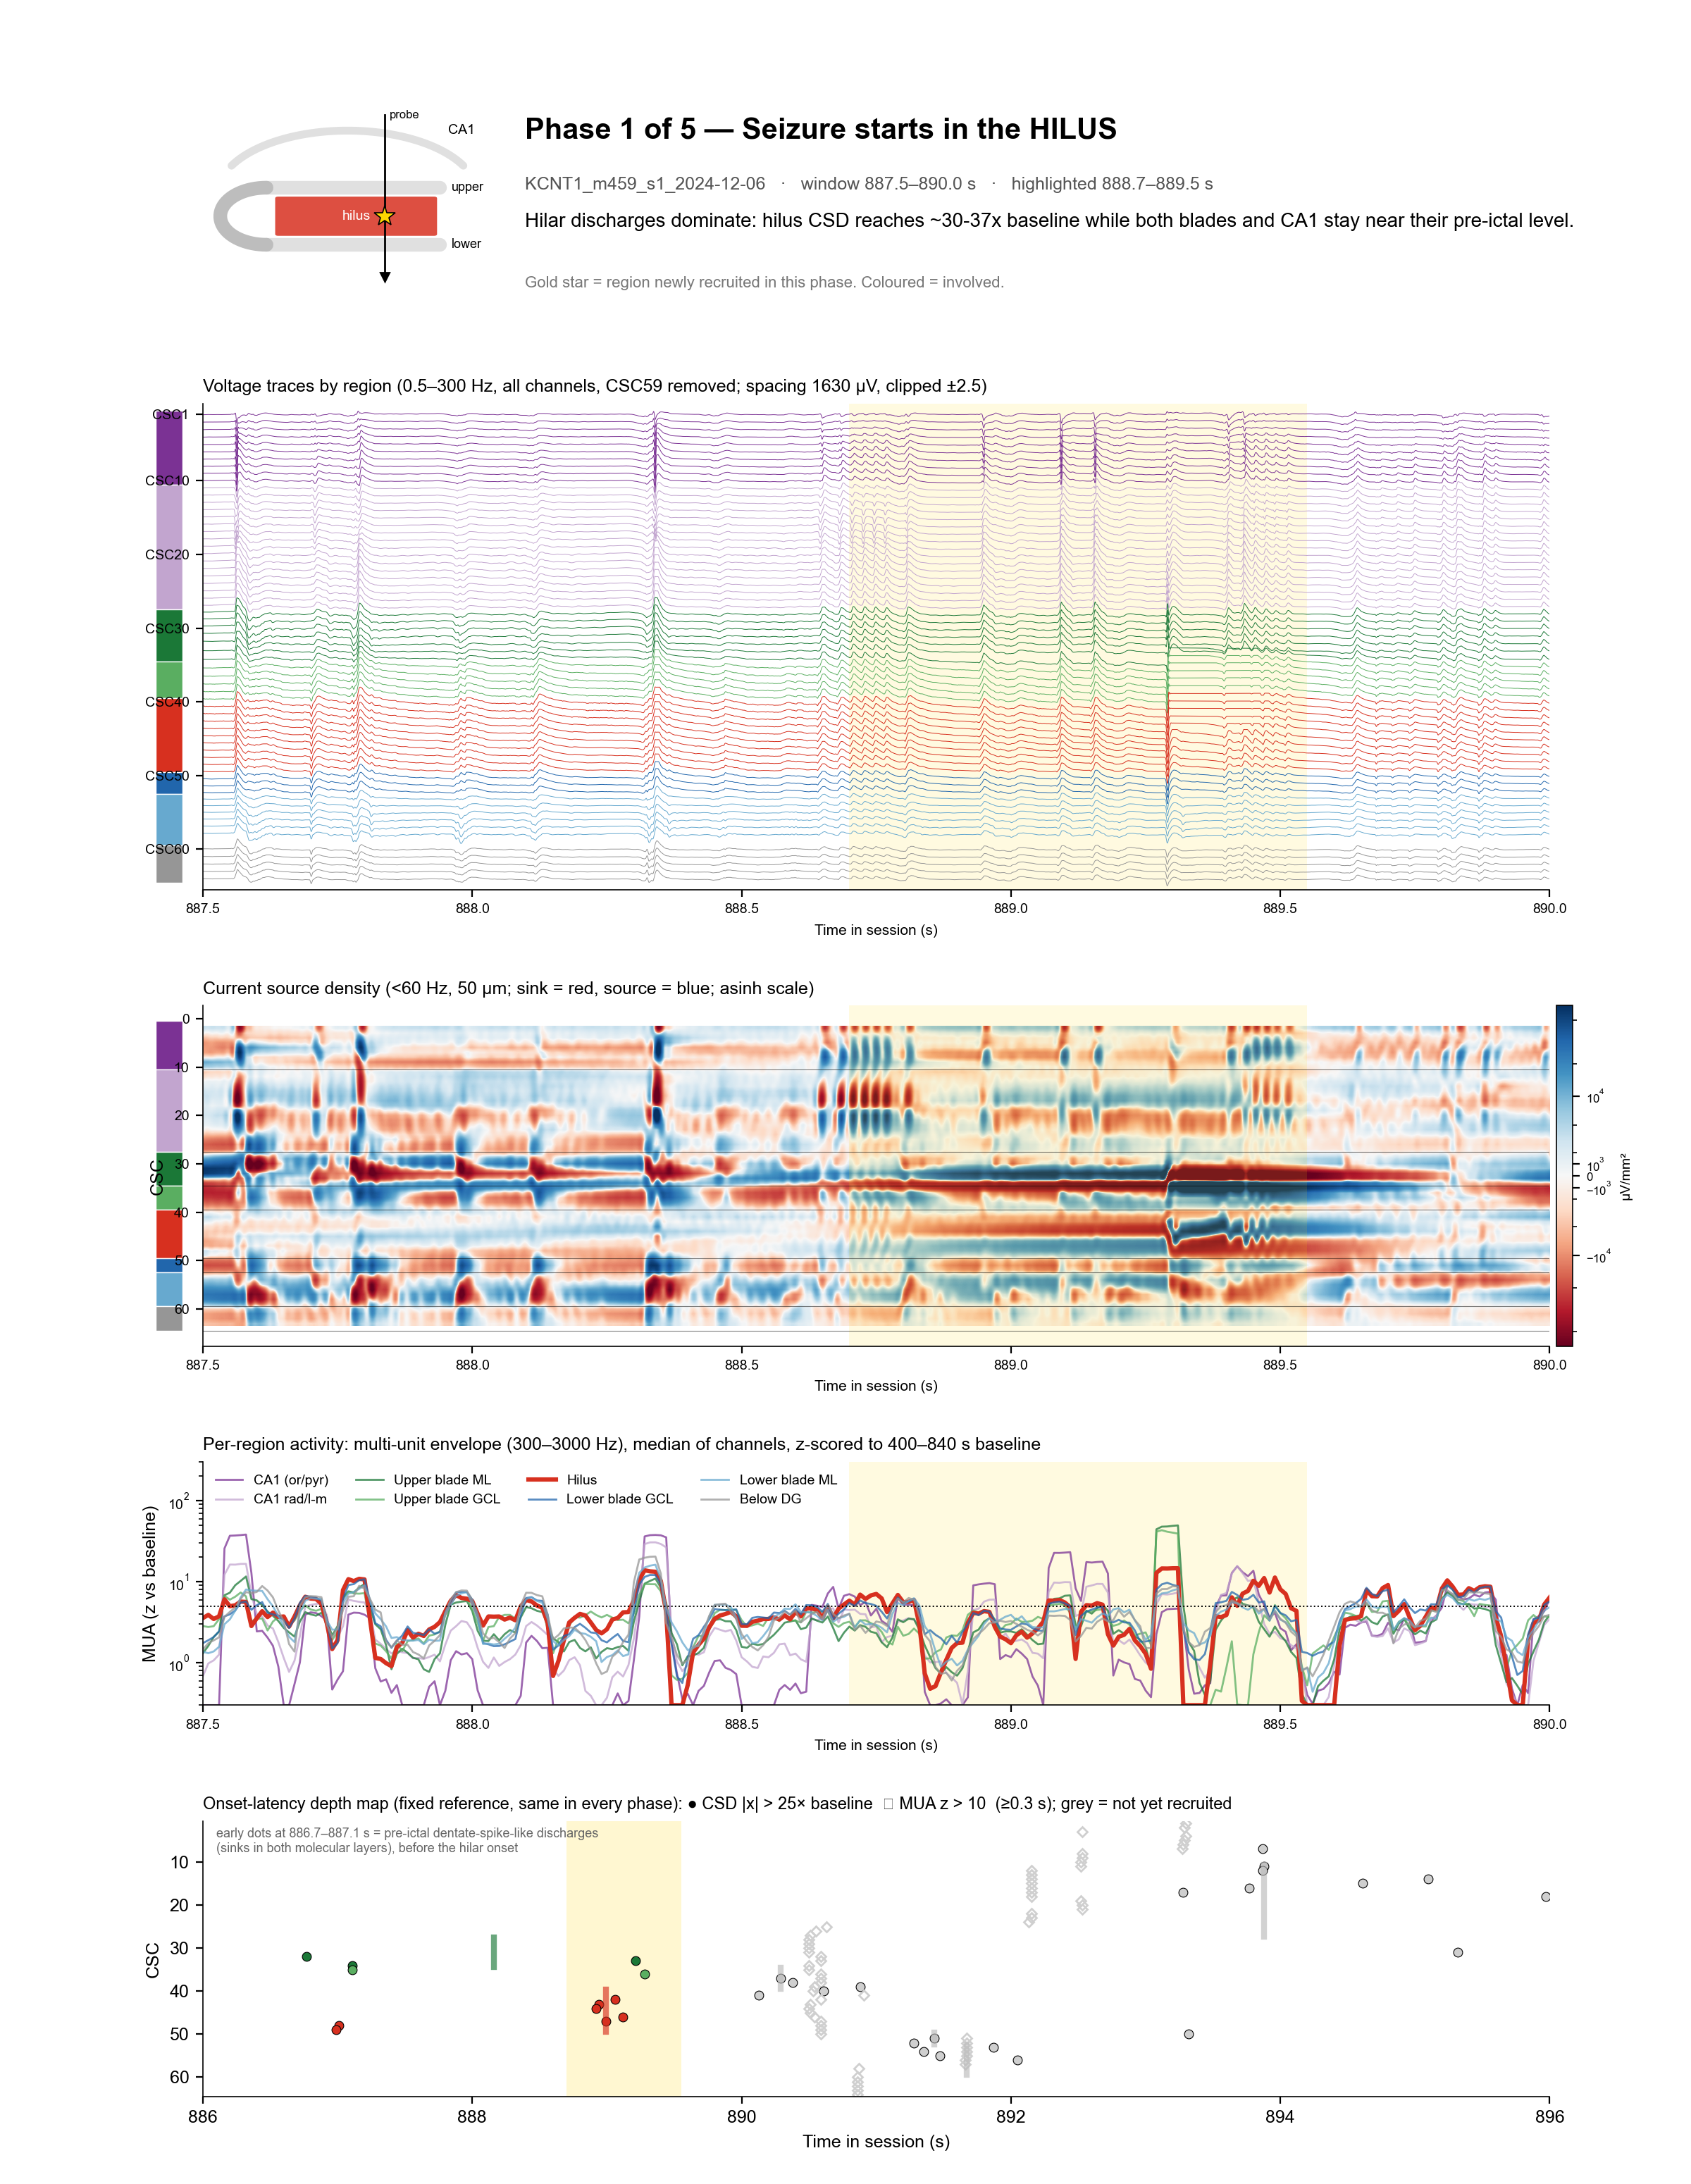 probe
CA1
upper
hilus
lower
Phase 1 of 5 — Seizure starts in the HILUS
KCNT1_m459_s1_2024-12-06 · window 887.5–890.0 s · highlighted 888.7–889.5 s
Hilar discharges dominate: hilus CSD reaches ~30-37x baseline while both blades and CA1 stay near their pre-ictal level.
Gold star = region newly recruited in this phase. Coloured = involved.
Voltage traces by region (0.5–300 Hz, all channels, CSC59 removed; spacing 1630 µV, clipped ±2.5)
CSC1
CSC10
CSC20
CSC30
CSC40
CSC50
CSC60
887.5 888.0 888.5 889.0 889.5 890.0
Time in session (s)
Current source density (<60 Hz, 50 µm; sink = red, source = blue; asinh scale)
CSC
0
10
20
30
40
50
60
887.5 888.0 888.5 889.0 889.5 890.0
Time in session (s)
10⁴
10³
0
−10³
−10⁴
µV/mm²
Per-region activity: multi-unit envelope (300–3000 Hz), median of channels, z-scored to 400–840 s baseline
MUA (z vs baseline)
10²
10¹
10⁰
CA1 (or/pyr) Upper blade ML Hilus Lower blade ML
CA1 rad/l-m Upper blade GCL Lower blade GCL Below DG
887.5 888.0 888.5 889.0 889.5 890.0
Time in session (s)
Onset-latency depth map (fixed reference, same in every phase): ● CSD |x| > 25× baseline □ MUA z > 10 (≥0.3 s); grey = not yet recruited
early dots at 886.7–887.1 s = pre-ictal dentate-spike-like discharges
(sinks in both molecular layers), before the hilar onset
CSC
10
20
30
40
50
60
886 888 890 892 894 896
Time in session (s)